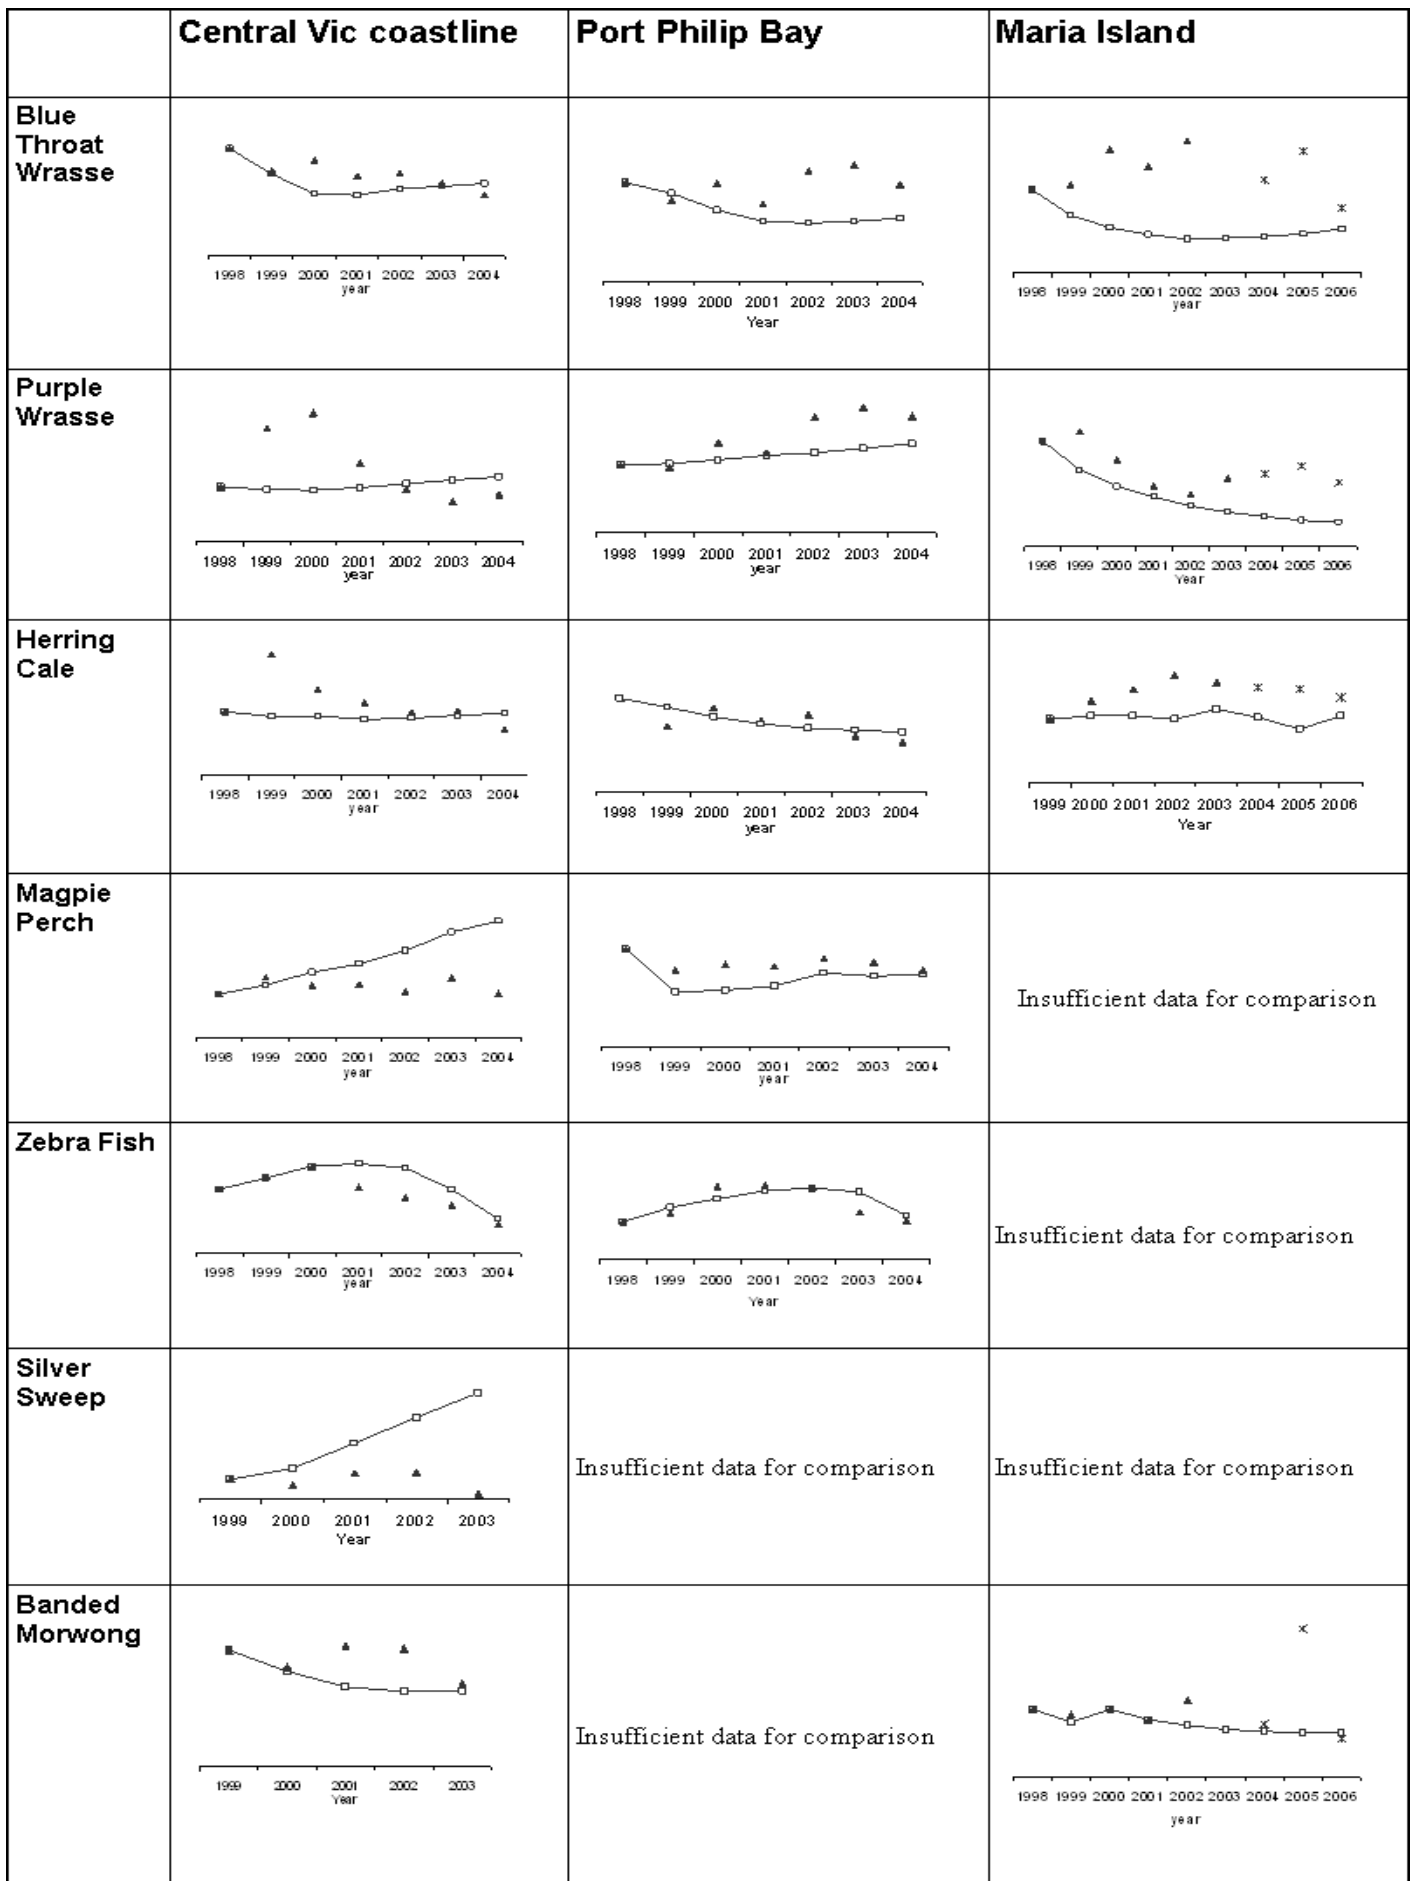 Central Vic coastline
Port Philip Bay
Maria Island
Blue
Throat
Wrasse
1998 1999 2000 2001 2002 2003 2004
year
1998 1999 2000 2001 2002 2003 2004
Year
1998 1999 2000 2001 2002 2003 2004 2005 2006
year
Purple
Wrasse
1998 1999 2000 2001 2002 2003 2004
year
1998 1999 2000 2001 2002 2003 2004
year
1998 1999 2000 2001 2002 2003 2004 2005 2006
Year
Herring
Cale
1998 1999 2000 2001 2002 2003 2004
year
1998 1999 2000 2001 2002 2003 2004
year
1999 2000 2001 2002 2003 2004 2005 2006
Year
Magpie
Perch
1998 1999 2000 2001 2002 2003 2004
year
1998 1999 2000 2001 2002 2003 2004
year
Insufficient data for comparison
Zebra Fish
1998 1999 2000 2001 2002 2003 2004
year
1998 1999 2000 2001 2002 2003 2004
Year
Insufficient data for comparison
Silver
Sweep
1999 2000 2001 2002 2003
Year
Insufficient data for comparison
Insufficient data for comparison
Banded
Morwong
1999 2000 2001 2002 2003
Year
Insufficient data for comparison
1998 1999 2000 2001 2002 2003 2004 2005 2006
year